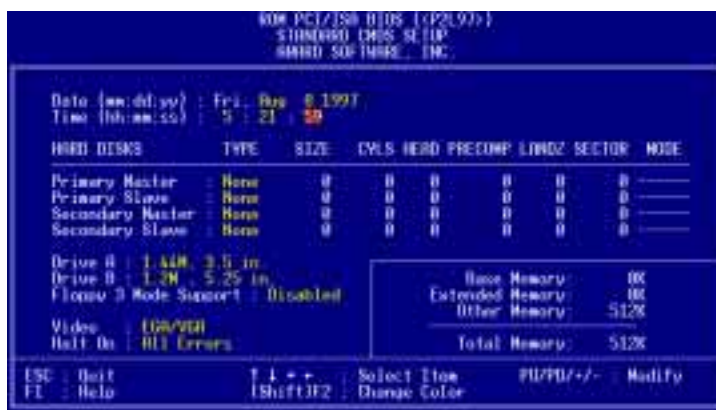 ROM PCI/ISA BIOS (<P2L97>)
STANDARD CMOS SETUP
AWARD SOFTWARE, INC.
Date (mm:dd:yy) : Fri, Aug 8 1997
Time (hh:mm:ss) : 5 : 21 : 50
HARD DISKS TYPE SIZE CYLS HEAD PRECOMP LANDZ SECTOR MODE
Primary Master : None 0 0 0 0 0 0 ------
Primary Slave : None 0 0 0 0 0 0 ------
Secondary Master : None 0 0 0 0 0 0 ------
Secondary Slave : None 0 0 0 0 0 0 ------
Drive A : 1.44M, 3.5 in.
Drive B : 1.2M , 5.25 in.
Floppy 3 Mode Support : Disabled
Video : EGA/VGA
Halt On : All Errors
Base Memory: 0K
Extended Memory: 0K
Other Memory: 512K
Total Memory: 512K
ESC : Quit ↑ ↓ → ← : Select Item PU/PD/+/- : Modify
F1 : Help (Shift)F2 : Change Color